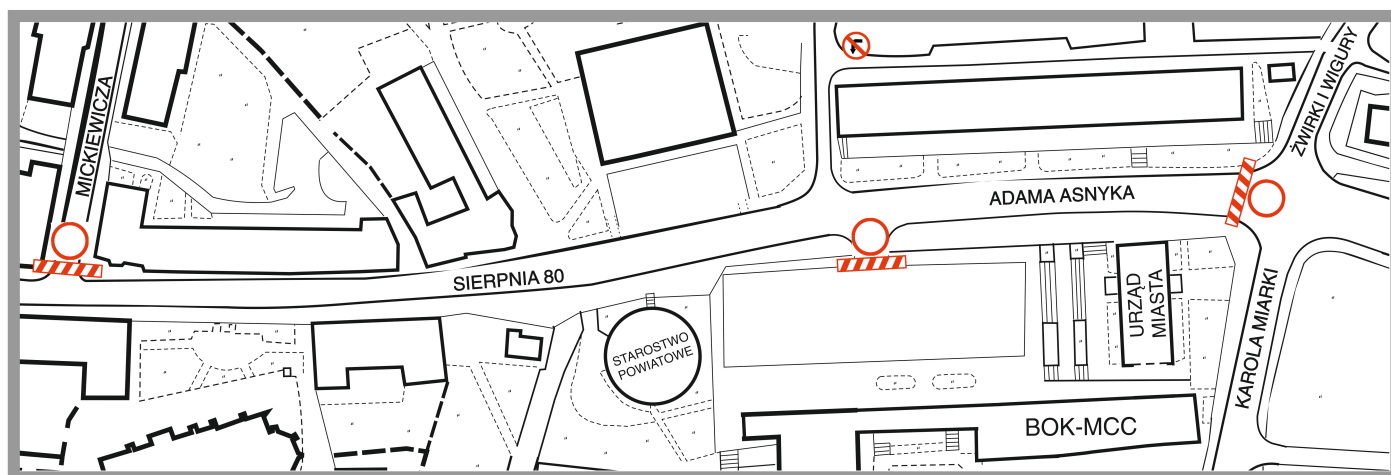 MICKIEWICZA
ŻWIRKI I WIGURY
ADAMA ASNYKA
SIERPNIA 80
URZĄD
MIASTA
KAROLA MIARKI
STAROSTWO
POWIATOWE
BOK-MCC